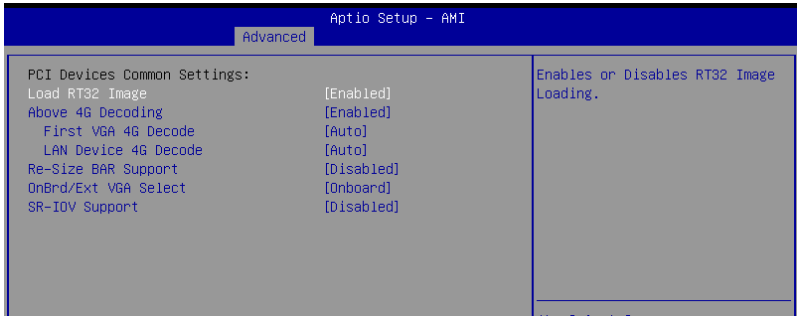 Aptio Setup – AMI
Advanced
PCI Devices Common Settings:
Load RT32 Image [Enabled]
Above 4G Decoding [Enabled]
First VGA 4G Decode [Auto]
LAN Device 4G Decode [Auto]
Re-Size BAR Support [Disabled]
OnBrd/Ext VGA Select [Onboard]
SR-IOV Support [Disabled]
Enables or Disables RT32 Image
Loading.